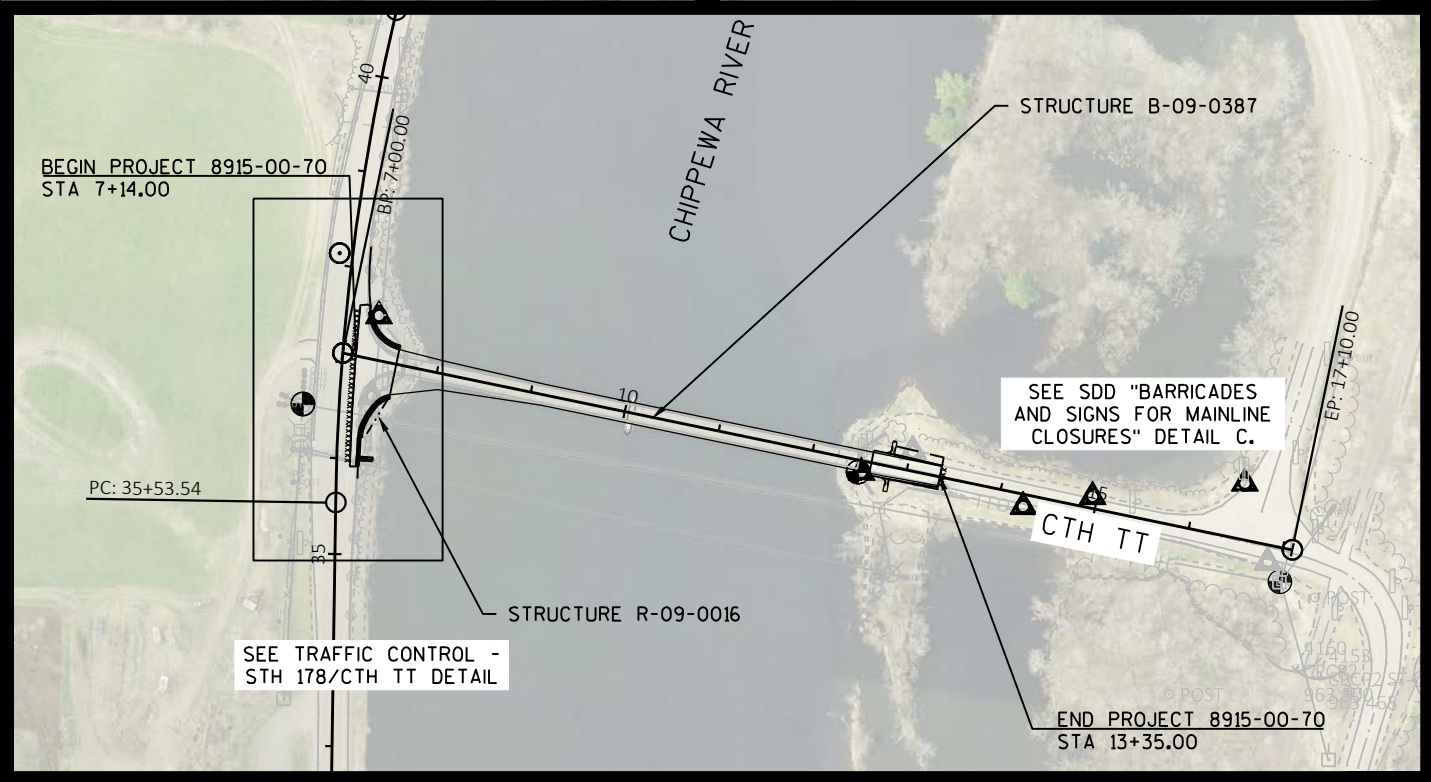 40
CHIPPEWA RIVER
STRUCTURE B-09-0387
BP: 7+00.00
BEGIN PROJECT 8915-00-70
STA 7+14.00
EP: 17+10.00
10
SEE SDD "BARRICADES
AND SIGNS FOR MAINLINE
CLOSURES" DETAIL C.
PC: 35+53.54
15
CTH TT
35
STRUCTURE R-09-0016
POST
SEE TRAFFIC CONTROL -
STH 178/CTH TT DETAIL
4160
4153
POST
END PROJECT 8915-00-70
STA 13+35.00